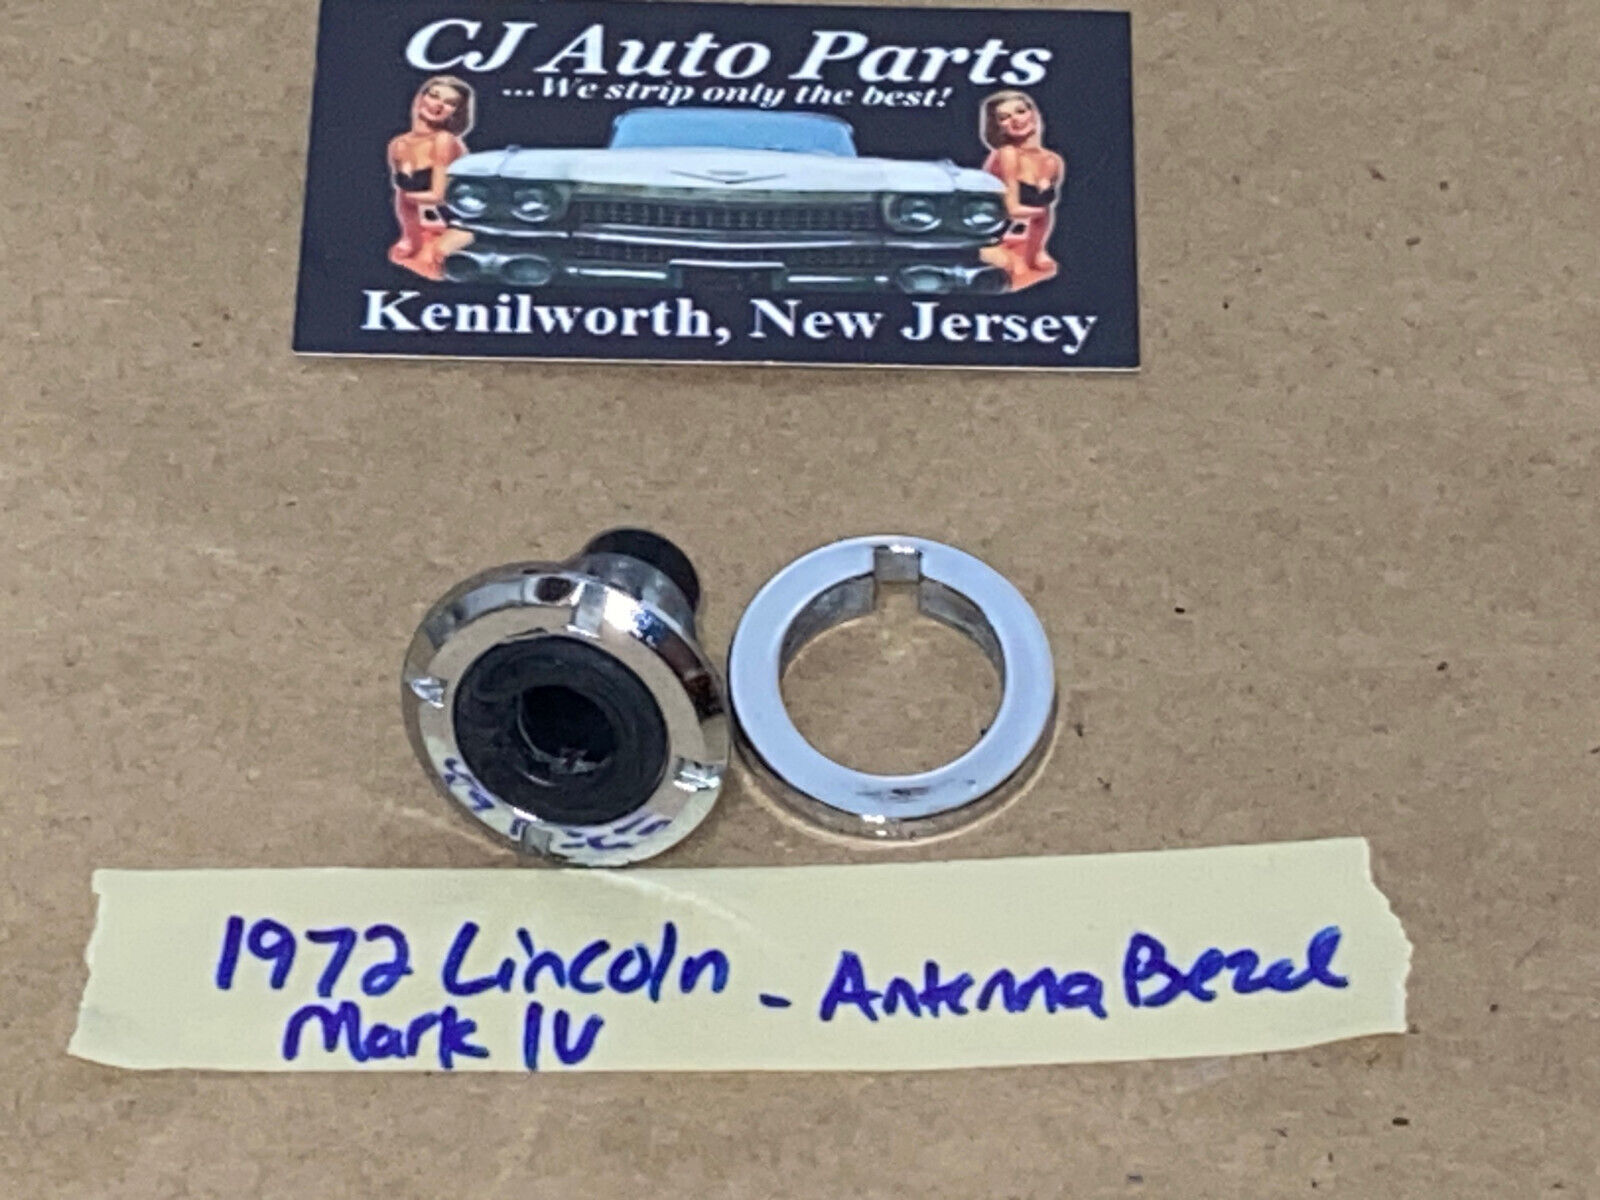 CJ Auto Parts
...We strip only the best!
Kenilworth, New Jersey
1972 Lincoln - Antenna Bezel
Mark IV